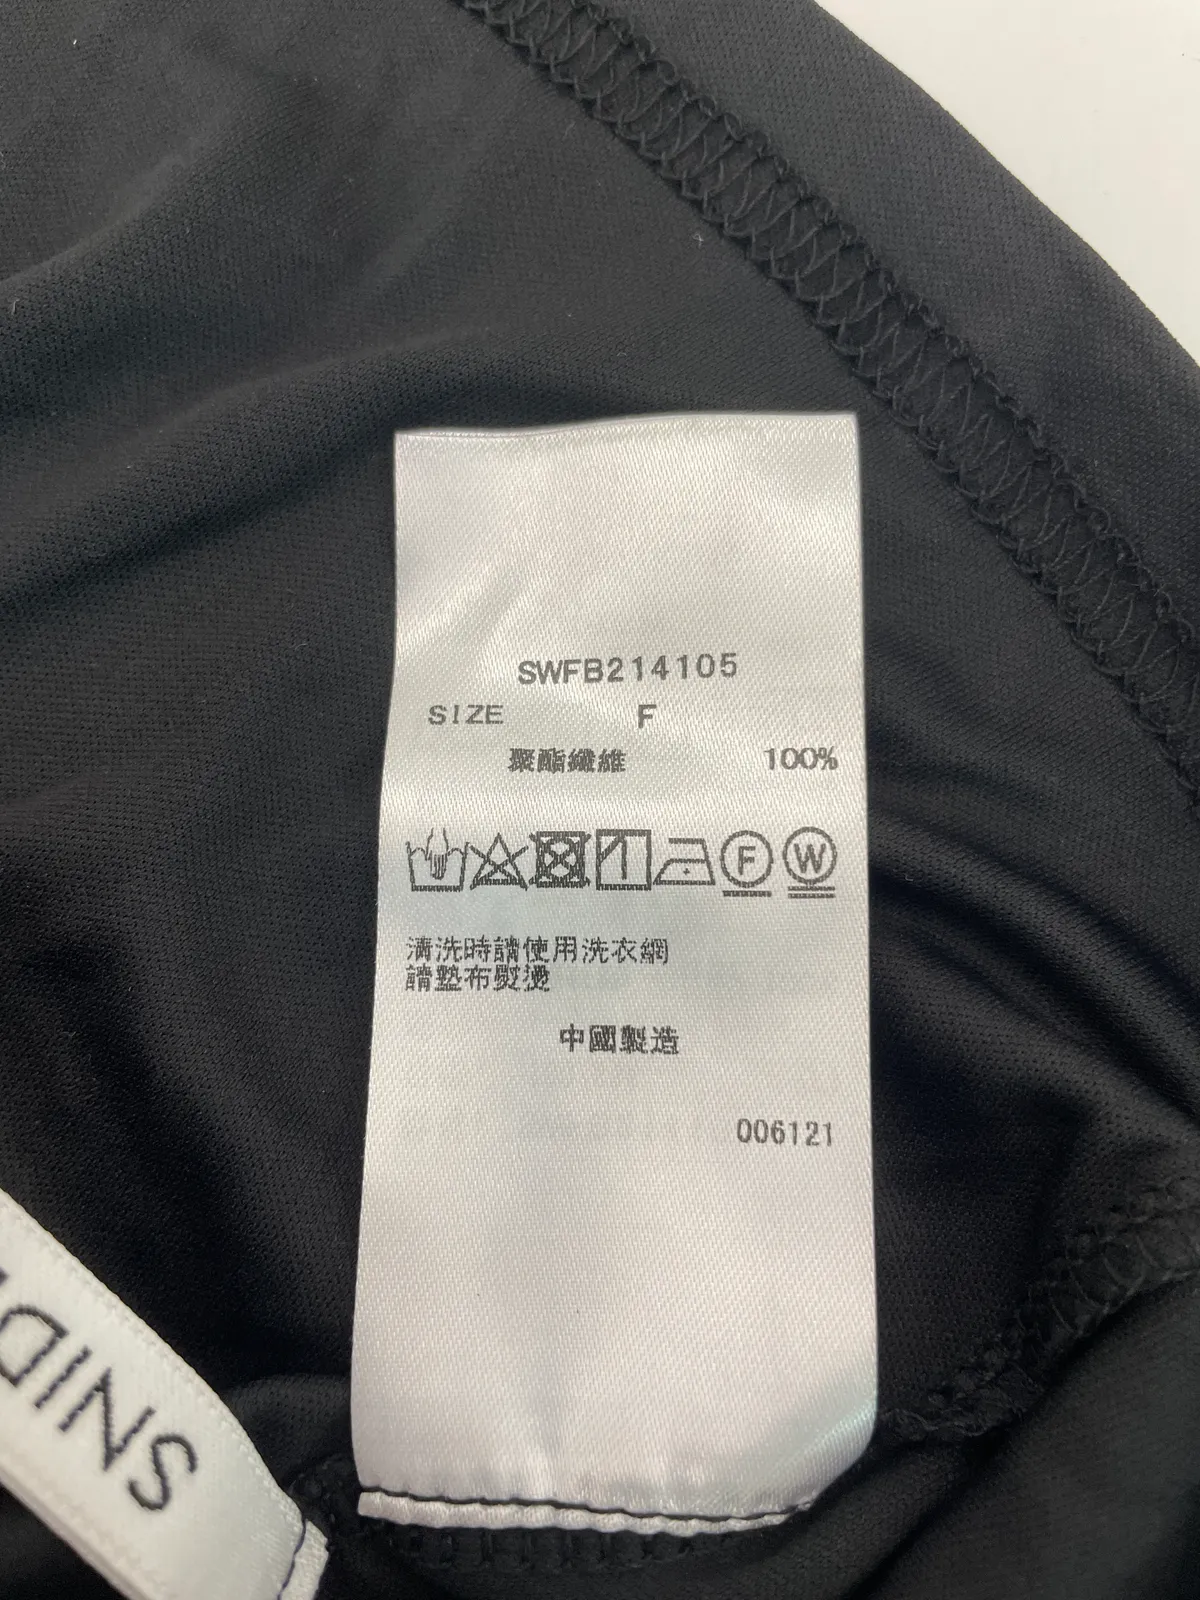 SWFB214105
SIZE F
聚酯纖維 100%
F W
清洗時請使用洗衣網
請墊布熨燙
中國製造
006121
SNID